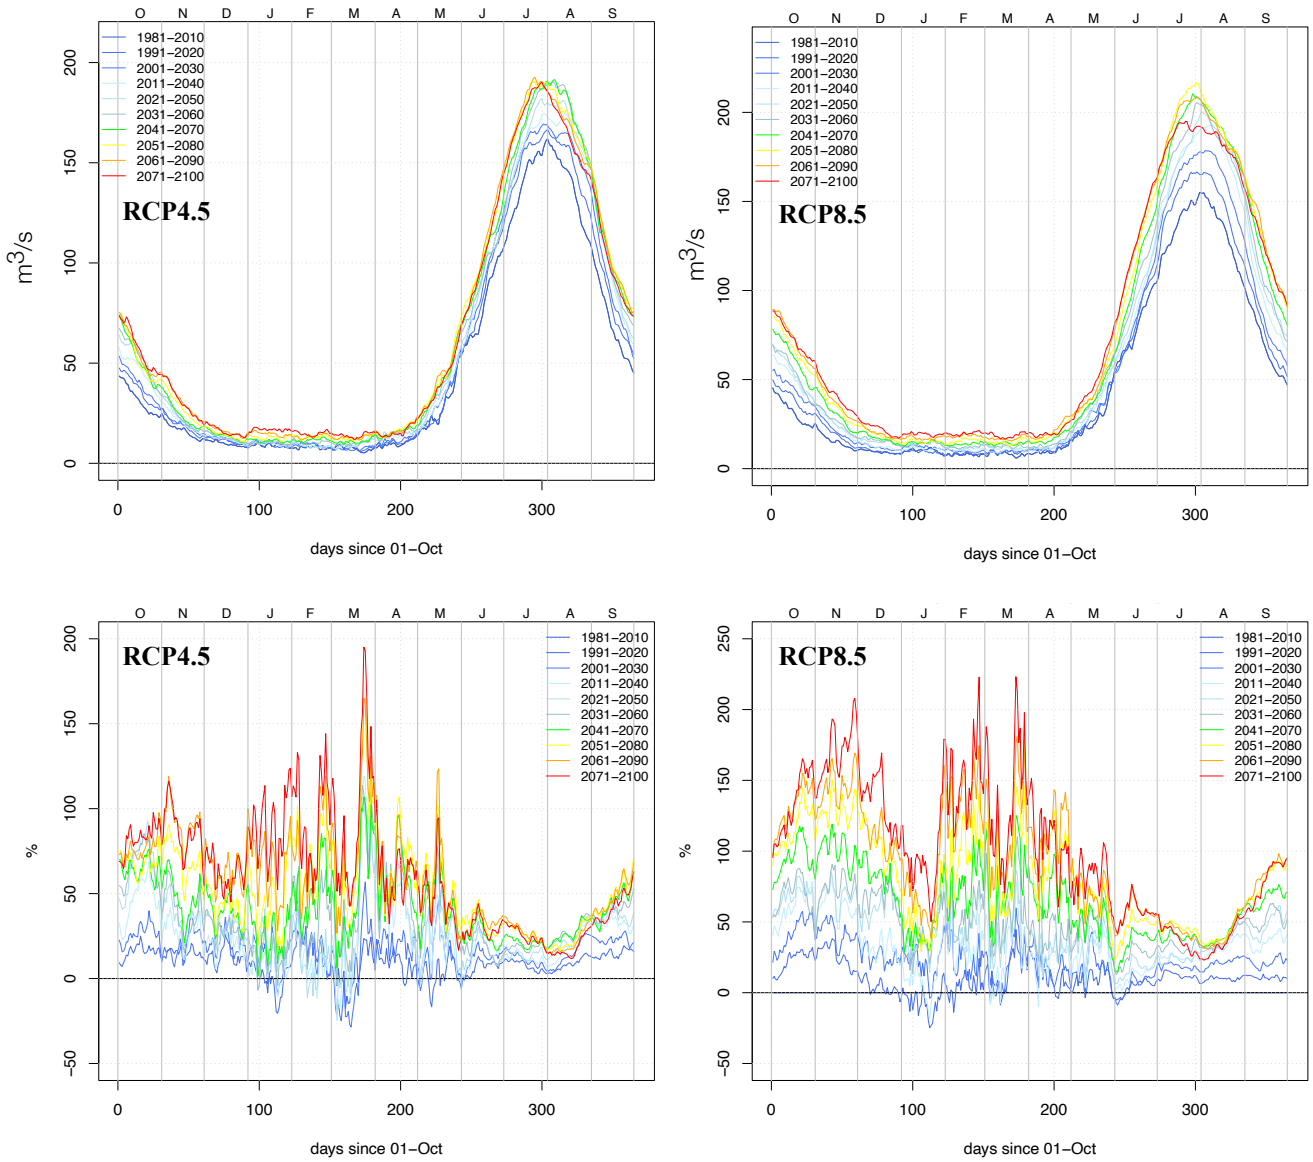 O N D J F M A M J J A S
1981−2010
1991−2020
2001−2030
2011−2040
2021−2050
2031−2060
2041−2070
2051−2080
2061−2090
2071−2100
RCP4.5
m3/s
0 50 100 150 200
0 100 200 300
days since 01−Oct
O N D J F M A M J J A S
1981−2010
1991−2020
2001−2030
2011−2040
2021−2050
2031−2060
2041−2070
2051−2080
2061−2090
2071−2100
RCP8.5
m3/s
0 50 100 150 200
0 100 200 300
days since 01−Oct
O N D J F M A M J J A S
RCP4.5
1981−2010
1991−2020
2001−2030
2011−2040
2021−2050
2031−2060
2041−2070
2051−2080
2061−2090
2071−2100
%
−50 0 50 100 150 200
0 100 200 300
days since 01−Oct
O N D J F M A M J J A S
RCP8.5
1981−2010
1991−2020
2001−2030
2011−2040
2021−2050
2031−2060
2041−2070
2051−2080
2061−2090
2071−2100
%
−50 0 50 100 150 200 250
0 100 200 300
days since 01−Oct